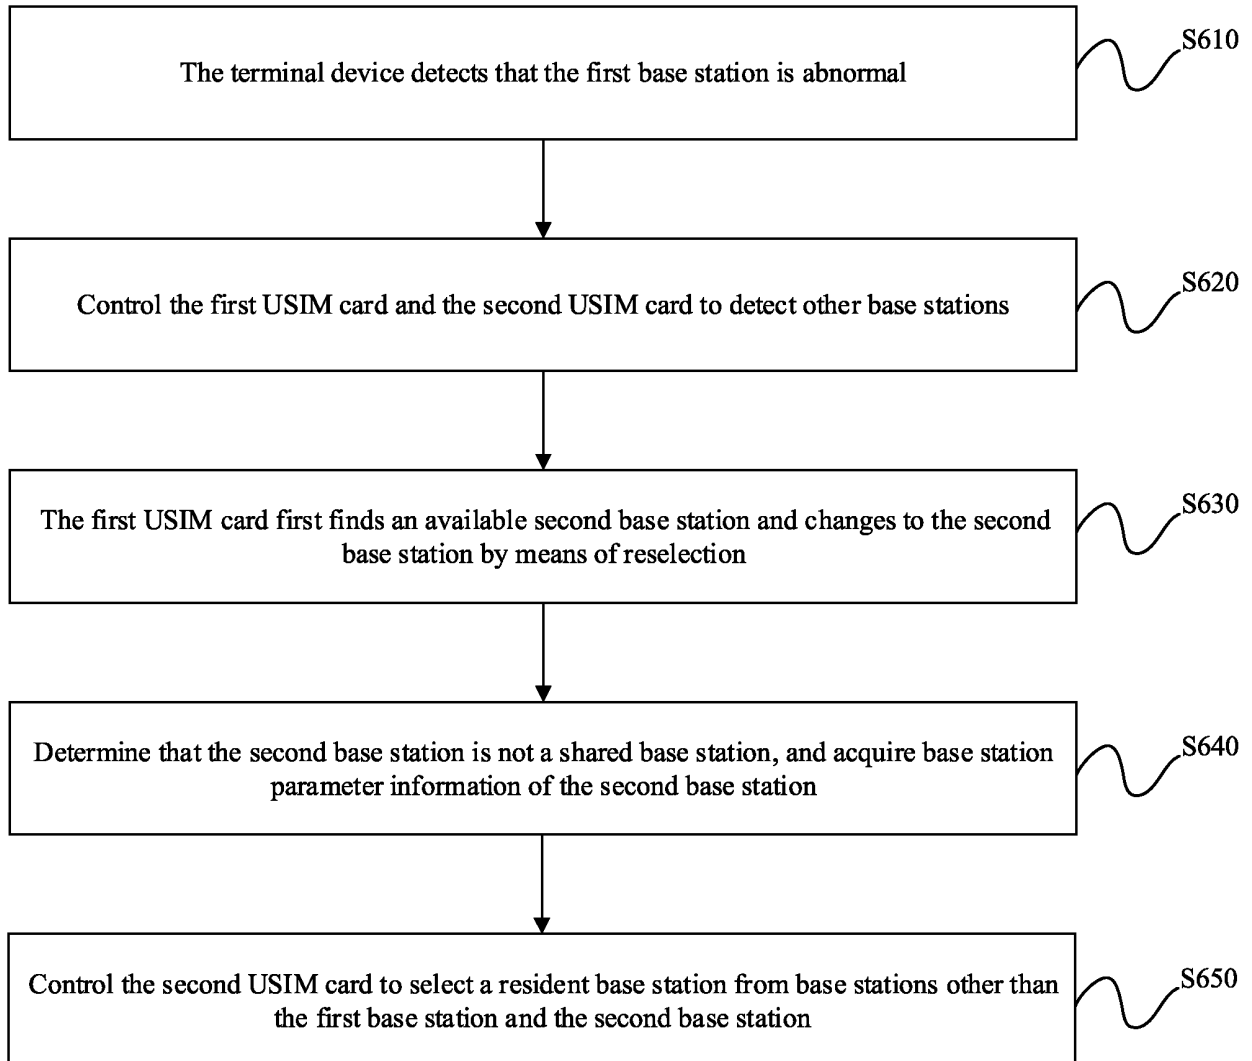 The terminal device detects that the first base station is abnormal
S610
Control the first USIM card and the second USIM card to detect other base stations
S620
The first USIM card first finds an available second base station and changes to the second
base station by means of reselection
S630
Determine that the second base station is not a shared base station, and acquire base station
parameter information of the second base station
S640
Control the second USIM card to select a resident base station from base stations other than
the first base station and the second base station
S650